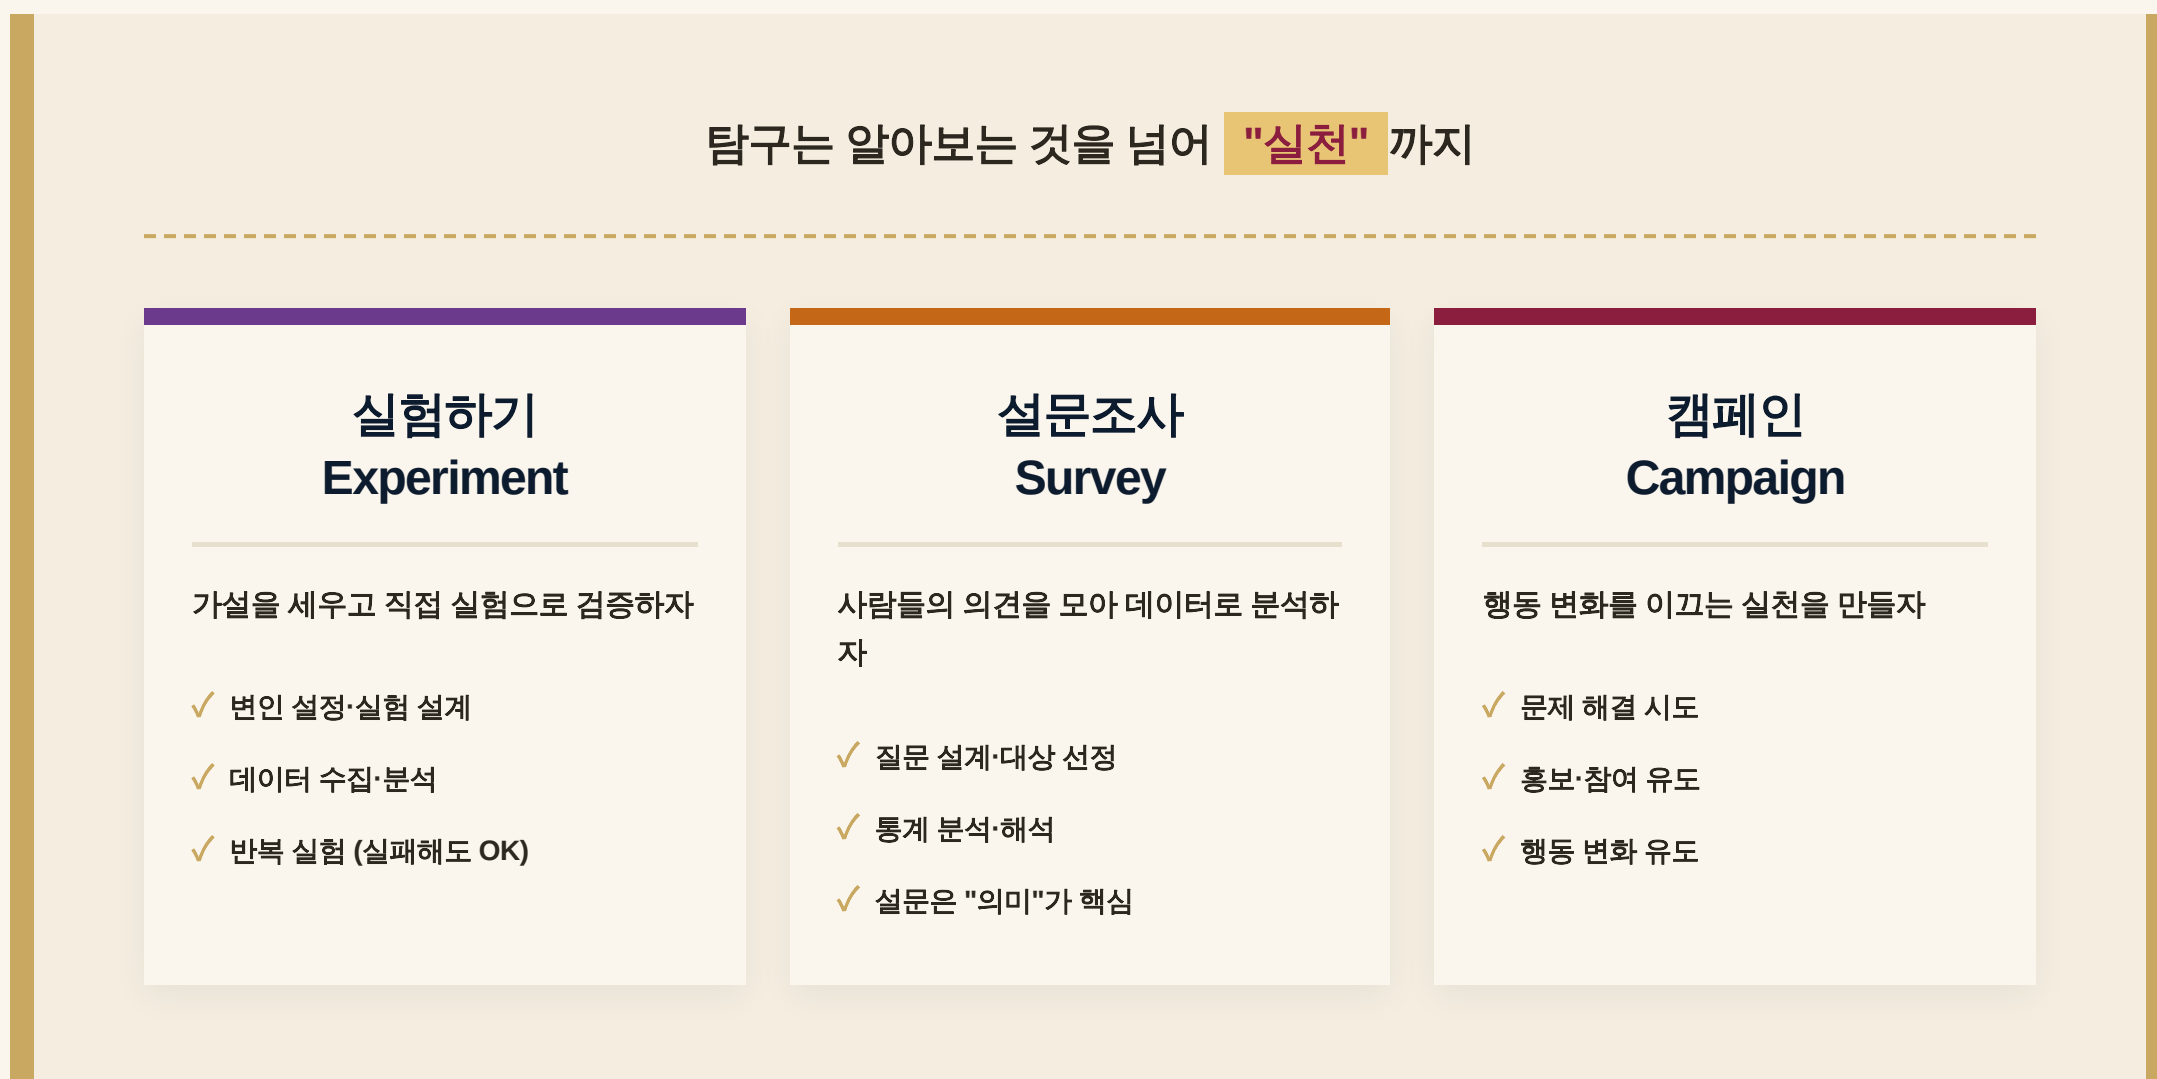 탐구는 알아보는 것을 넘어 "실천"까지
실험하기
Experiment
가설을 세우고 직접 실험으로 검증하자
✓ 변인 설정·실험 설계
✓ 데이터 수집·분석
✓ 반복 실험 (실패해도 OK)
설문조사
Survey
사람들의 의견을 모아 데이터로 분석하
자
✓ 질문 설계·대상 선정
✓ 통계 분석·해석
✓ 설문은 "의미"가 핵심
캠페인
Campaign
행동 변화를 이끄는 실천을 만들자
✓ 문제 해결 시도
✓ 홍보·참여 유도
✓ 행동 변화 유도